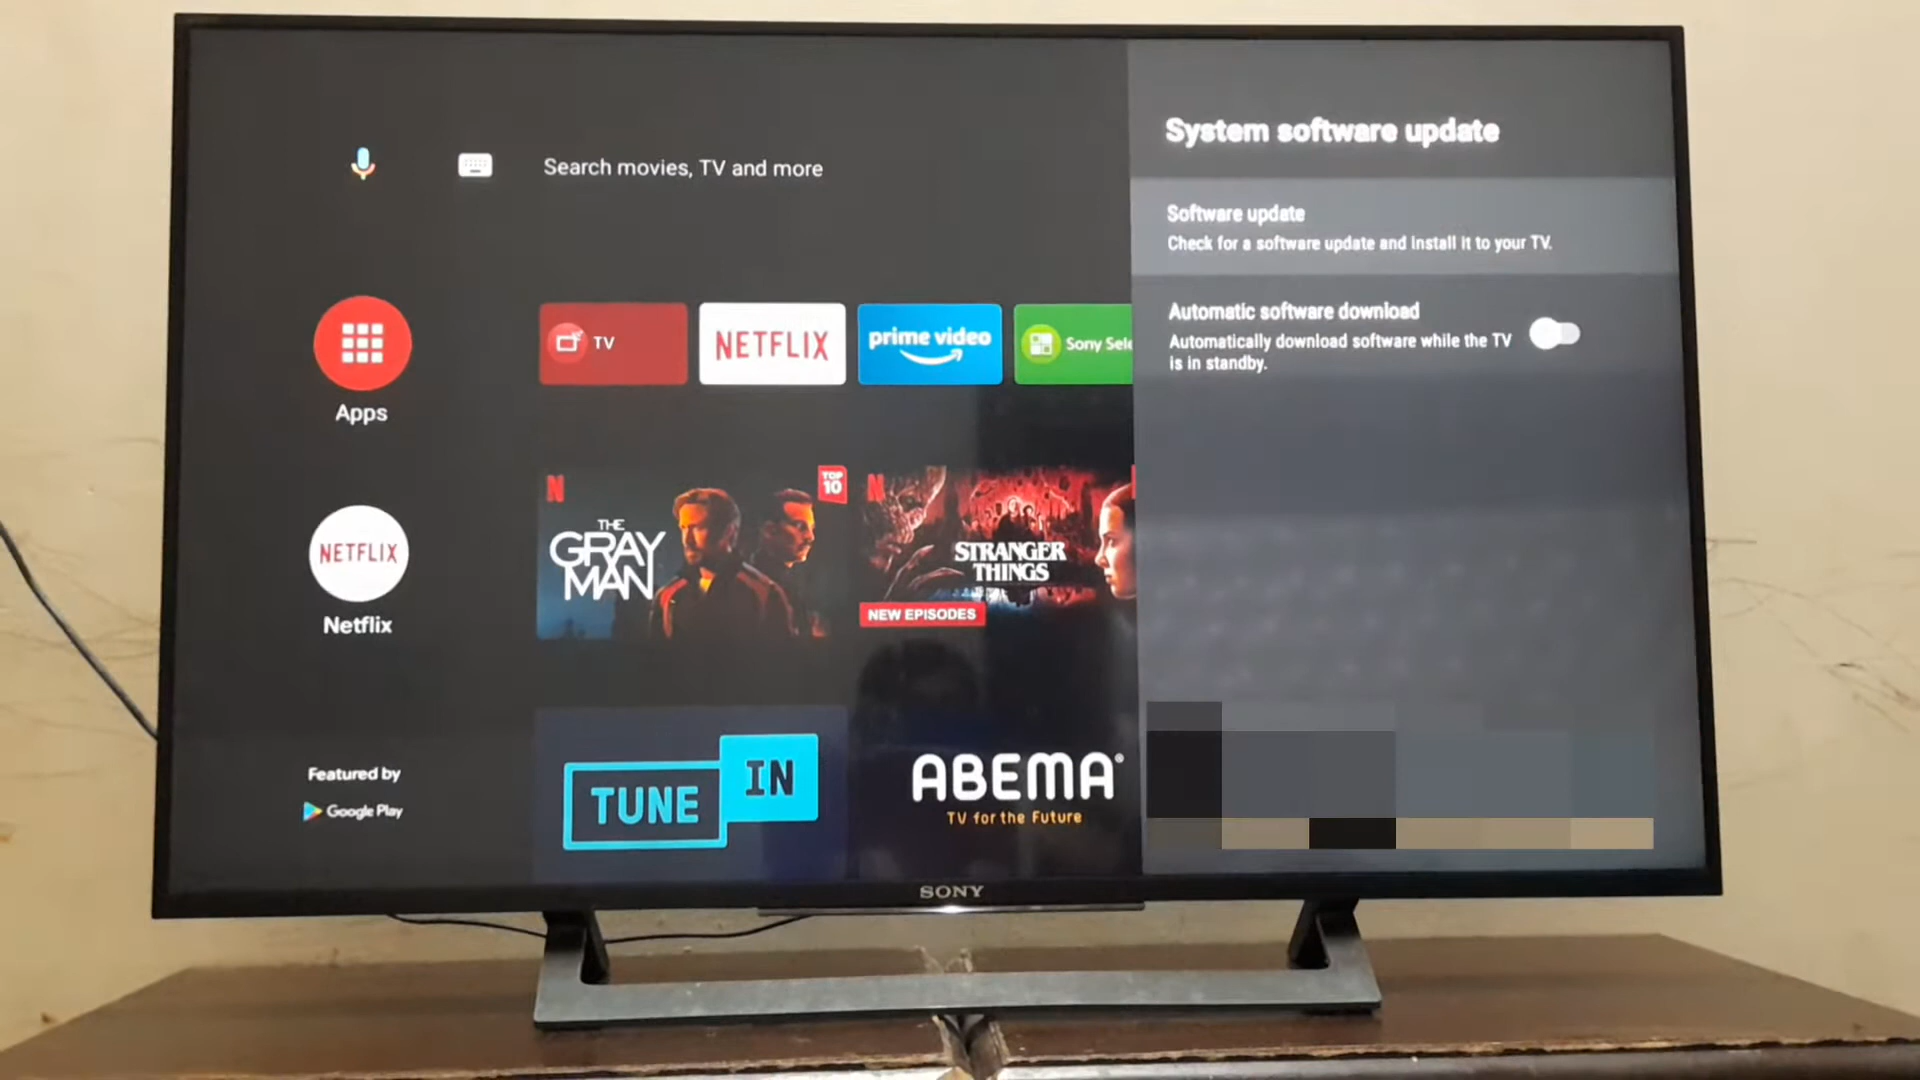 Search movies, TV and more
Apps
TV
NETFLIX
prime video
Sony Sele
NETFLIX
Netflix
N
THE
GRAY
MAN
TOP
10
N
STRANGER
THINGS
NEW EPISODES
Featured by
Google Play
TUNE IN
ABEMA®
TV for the Future
System software update
Software update
Check for a software update and install it to your TV.
Automatic software download
Automatically download software while the TV
is in standby.
SONY